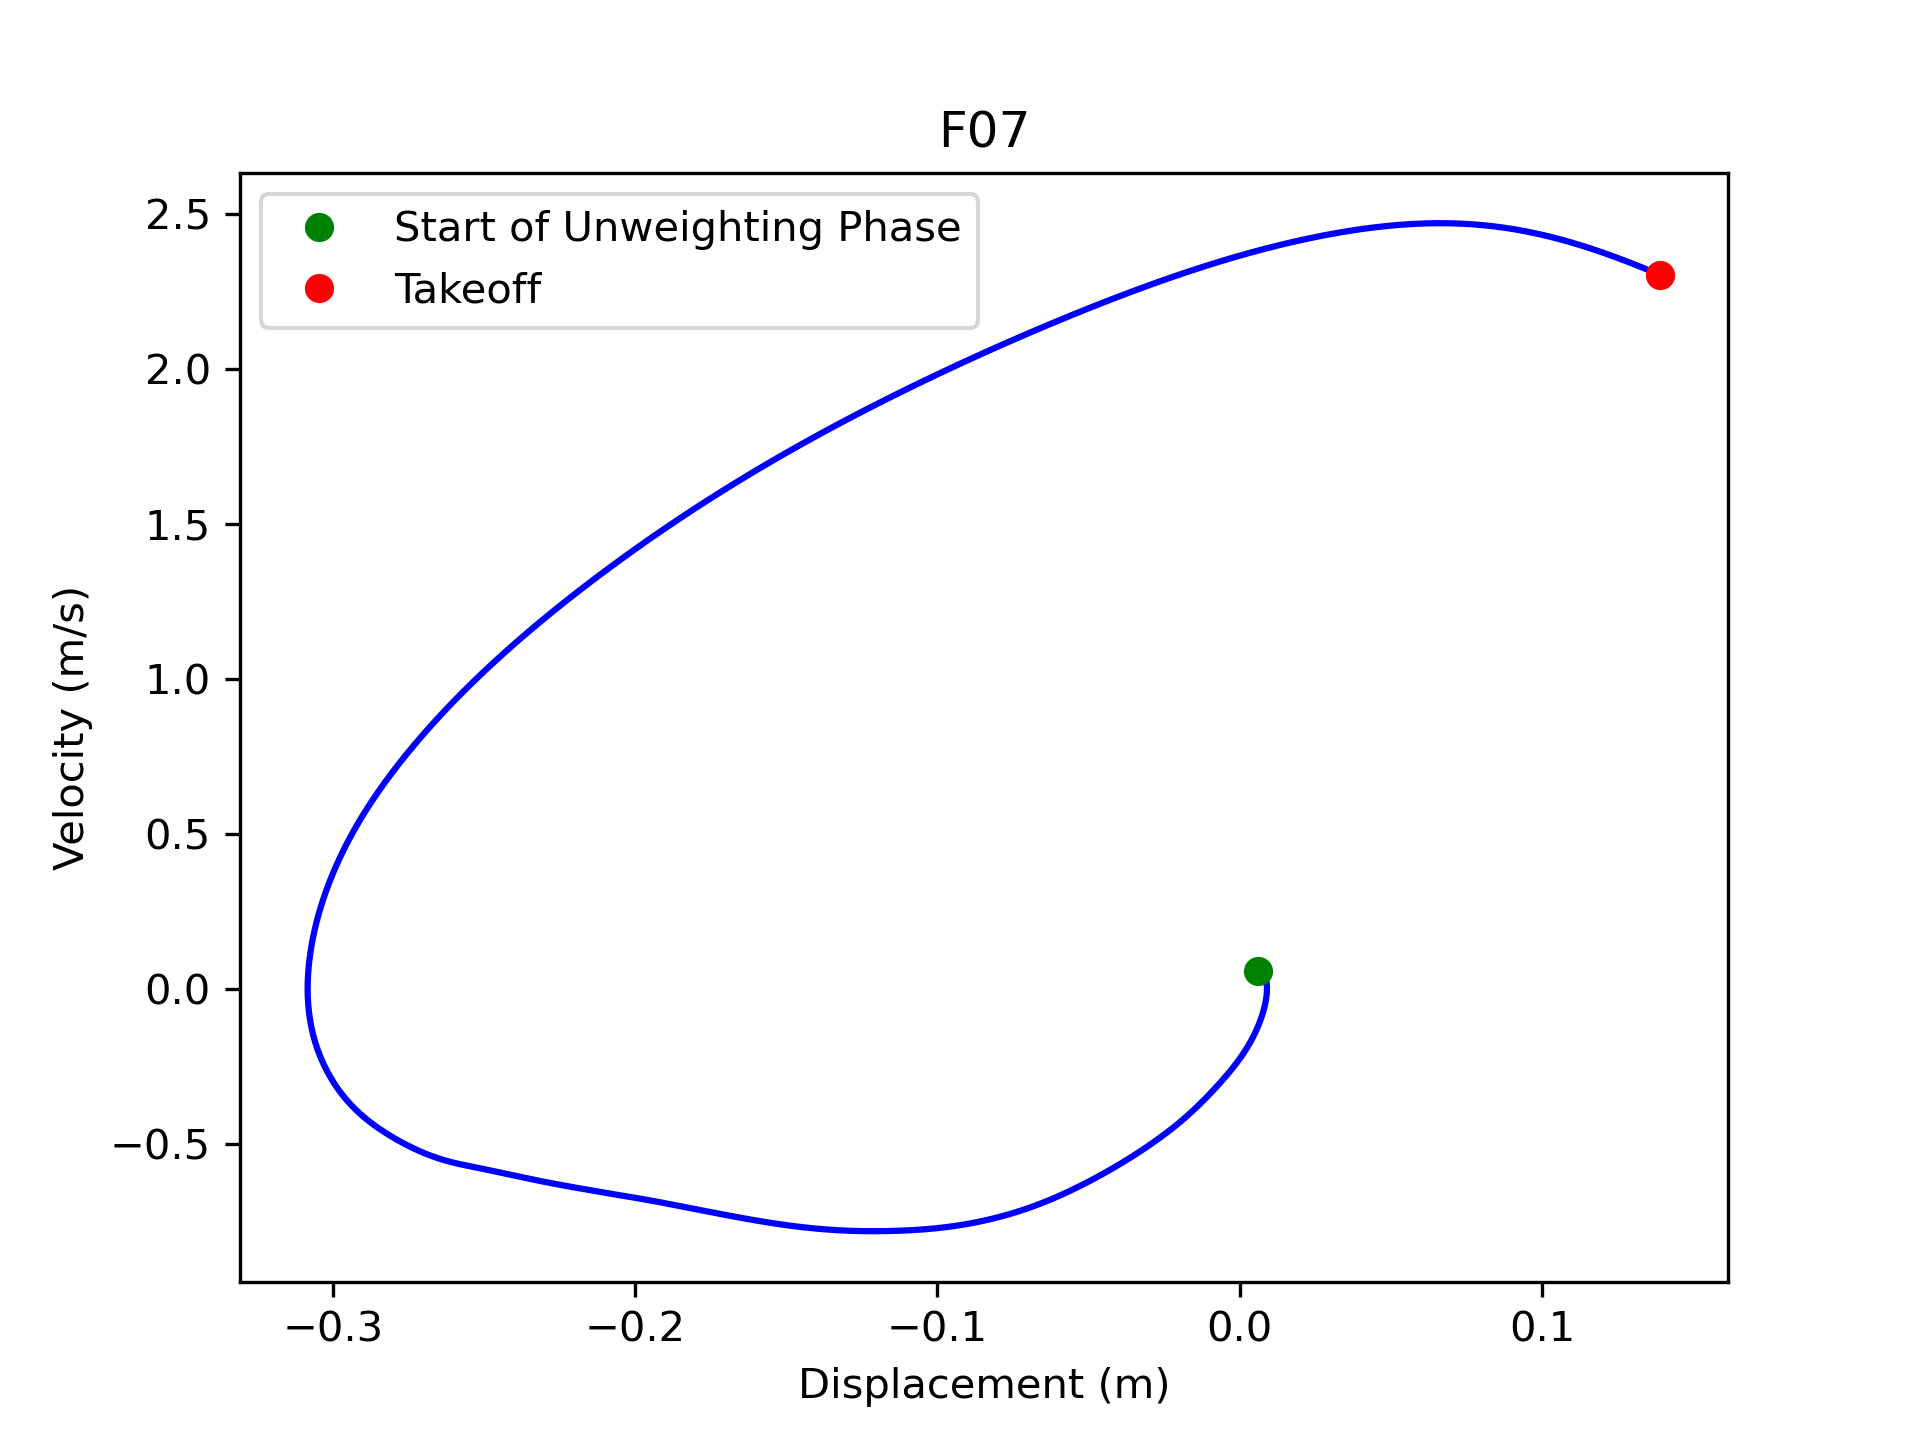 F07
Start of Unweighting Phase
Takeoff
2.5
2.0
1.5
1.0
0.5
0.0
−0.5
Velocity (m/s)
−0.3
−0.2
−0.1
0.0
0.1
Displacement (m)